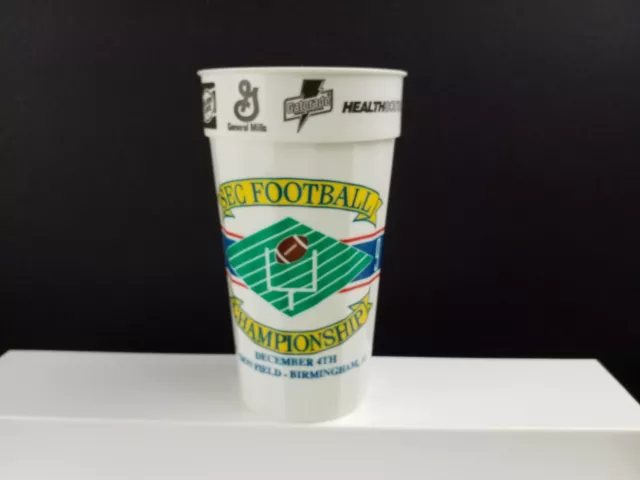 General Mills
Gatorade
HEALTH
SEC FOOTBALL
CHAMPIONSHIP
DECEMBER 4TH
FIELD - BIRMINGHAM,